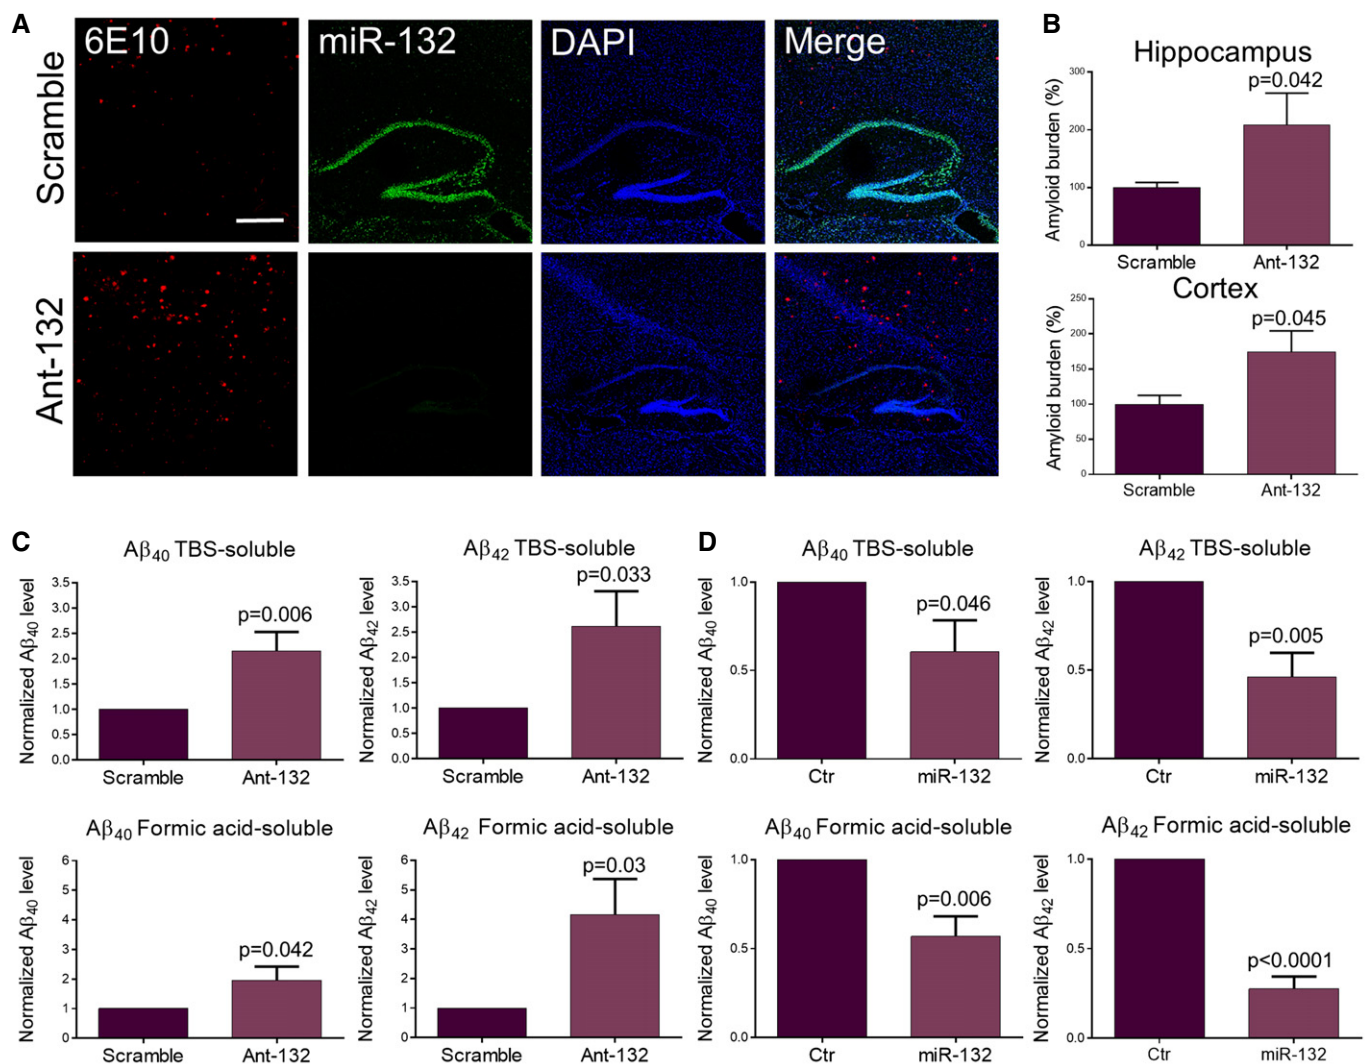 A
6E10
miR-132
DAPI
Merge
Scramble
Ant-132
B
Hippocampus
Amyloid burden (%)
300
200
100
0
p=0.042
Scramble
Ant-132
Cortex
Amyloid burden (%)
250
200
150
100
50
0
p=0.045
Scramble
Ant-132
C
Aβ40 TBS-soluble
Normalized Aβ40 level
3.5
3.0
2.5
2.0
1.5
1.0
0.5
0.0
p=0.006
Scramble
Ant-132
Aβ42 TBS-soluble
Normalized Aβ42 level
3.5
3.0
2.5
2.0
1.5
1.0
0.5
0.0
p=0.033
Scramble
Ant-132
Aβ40 Formic acid-soluble
Normalized Aβ40 level
6
5
4
3
2
1
0
p=0.042
Scramble
Ant-132
Aβ42 Formic acid-soluble
Normalized Aβ42 level
6
5
4
3
2
1
0
p=0.03
Scramble
Ant-132
D
Aβ40 TBS-soluble
Normalized Aβ40 level
1.0
0.5
0.0
p=0.046
Ctr
miR-132
Aβ42 TBS-soluble
Normalized Aβ42 level
1.0
0.5
0.0
p=0.005
Ctr
miR-132
Aβ40 Formic acid-soluble
Normalized Aβ40 level
1.0
0.5
0.0
p=0.006
Ctr
miR-132
Aβ42 Formic acid-soluble
Normalized Aβ42 level
1.0
0.5
0.0
p<0.0001
Ctr
miR-132